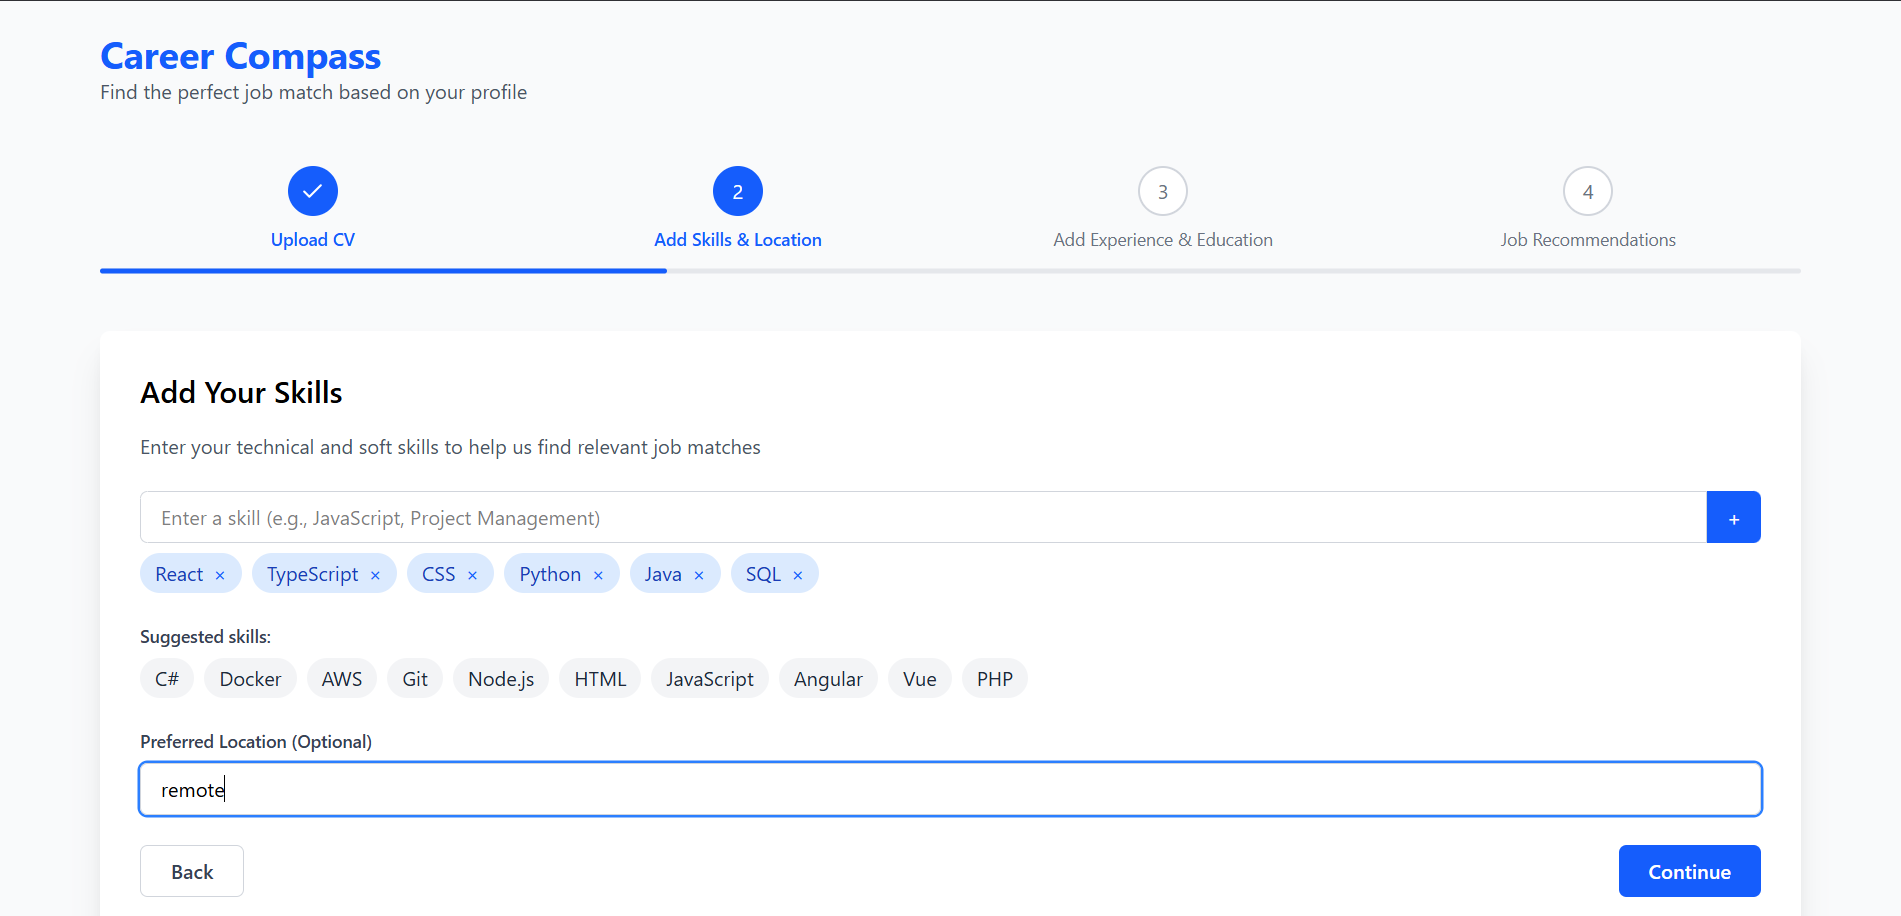 Career Compass
Find the perfect job match based on your profile
2
3
4
Upload CV
Add Skills & Location
Add Experience & Education
Job Recommendations
Add Your Skills
Enter your technical and soft skills to help us find relevant job matches
Enter a skill (e.g., JavaScript, Project Management)
+
React × TypeScript × CSS × Python × Java × SQL ×
Suggested skills:
C# Docker AWS Git Node.js HTML JavaScript Angular Vue PHP
Preferred Location (Optional)
remote
Back
Continue